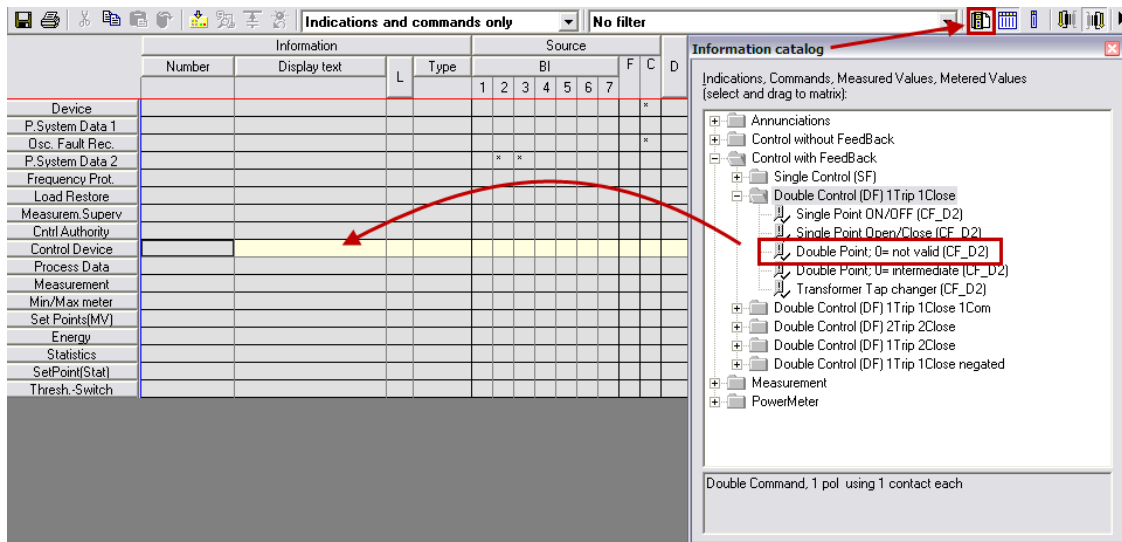 Indications and commands only No filter
Information Source Information catalog
Number Display text L Type BI F C D
1 2 3 4 5 6 7
Indications, Commands, Measured Values, Metered Values
(select and drag to matrix):
Device *
P.System Data 1
Osc. Fault Rec. *
P.System Data 2 * *
Frequency Prot.
Load Restore
Measurem.Superv
Cntrl Authority
Control Device
Process Data
Measurement
Min/Max meter
Set Points(MV)
Energy
Statistics
SetPoint(Stat)
Thresh.-Switch
Annunciations
Control without FeedBack
Control with FeedBack
Single Control (SF)
Double Control (DF) 1Trip 1Close
Single Point ON/OFF (CF_D2)
Single Point Open/Close (CF_D2)
Double Point; 0= not valid (CF_D2)
Double Point; 0= intermediate (CF_D2)
Transformer Tap changer (CF_D2)
Double Control (DF) 1Trip 1Close 1Com
Double Control (DF) 2Trip 2Close
Double Control (DF) 1Trip 2Close
Double Control (DF) 1Trip 1Close negated
Measurement
PowerMeter
Double Command, 1 pol using 1 contact each